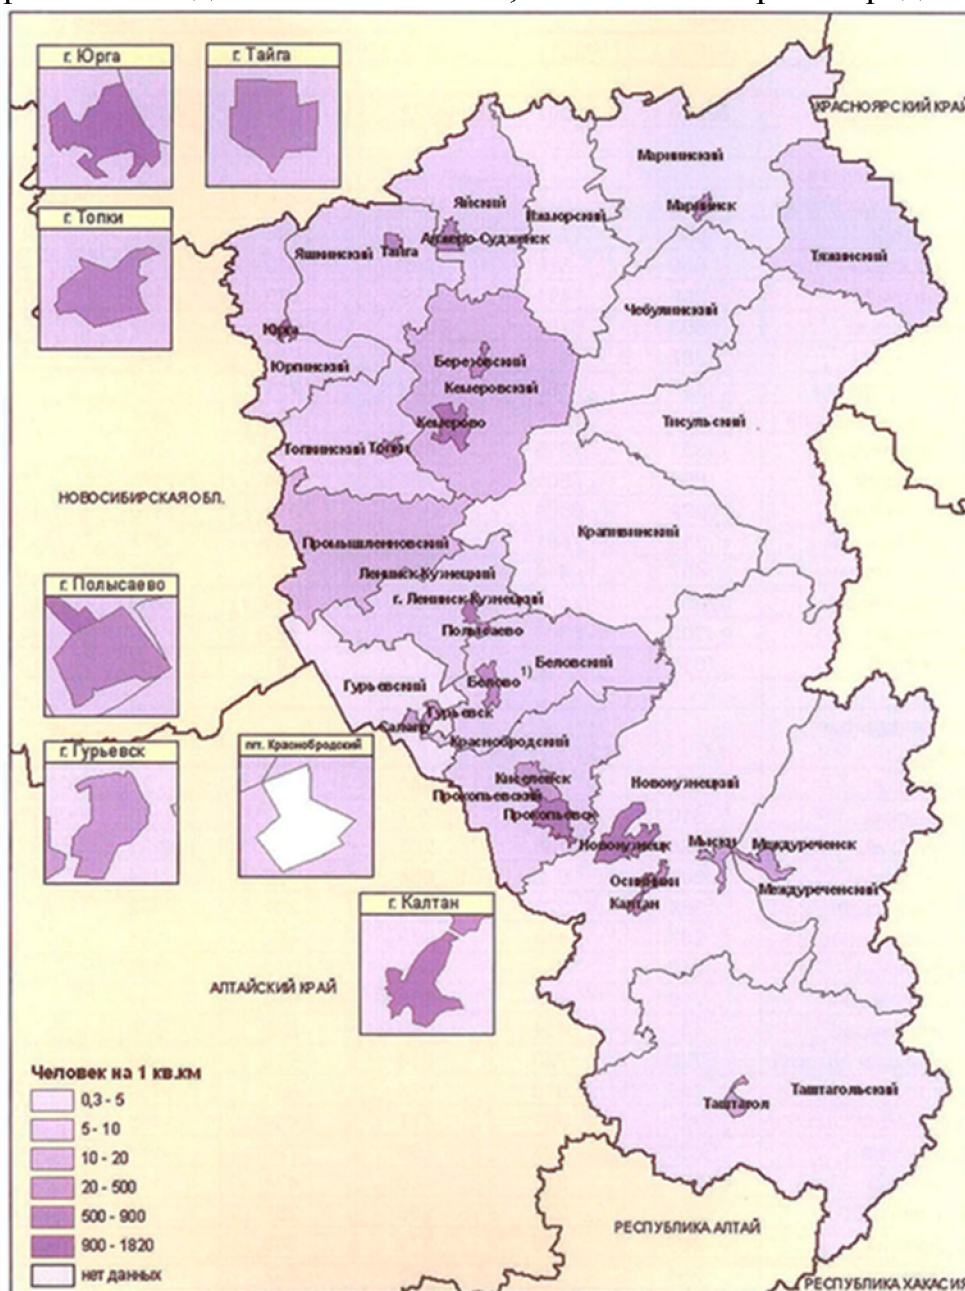 г. Юрга
г. Тайга
КРАСНОЯРСКИЙ КРАЙ
Мариинский
Яйский
Ижморский
Мариинск
г. Топки
Анжеро-Судженск
Яшкинский
Тайга
Тяжинский
Чебулинский
Юрга
Юргинский
Березовский
Кемеровский
Кемерово
Тисульский
Топкинский
Топки
НОВОСИБИРСКАЯ ОБЛ.
Крапивинский
Промышленновский
Ленинск-Кузнецкий
г. Полысаево
г. Ленинск-Кузнецкий
Полысаево
Беловский
1)
Белово
Гурьевский
Гурьевск
Салаир
г. Гурьевск
пгт. Краснобродский
Краснобродский
Киселевск
Новокузнецкий
Прокопьевский
Прокопьевск
Новокузнецк
Мыски
Междуреченск
Осинники
Междуреченский
Калтан
г. Калтан
АЛТАЙСКИЙ КРАЙ
Человек на 1 кв.км
0,3 - 5
5 - 10
10 - 20
20 - 500
500 - 900
900 - 1820
нет данных
Таштагол
Таштагольский
РЕСПУБЛИКА АЛТАЙ
РЕСПУБЛИКА ХАКАСИЯ